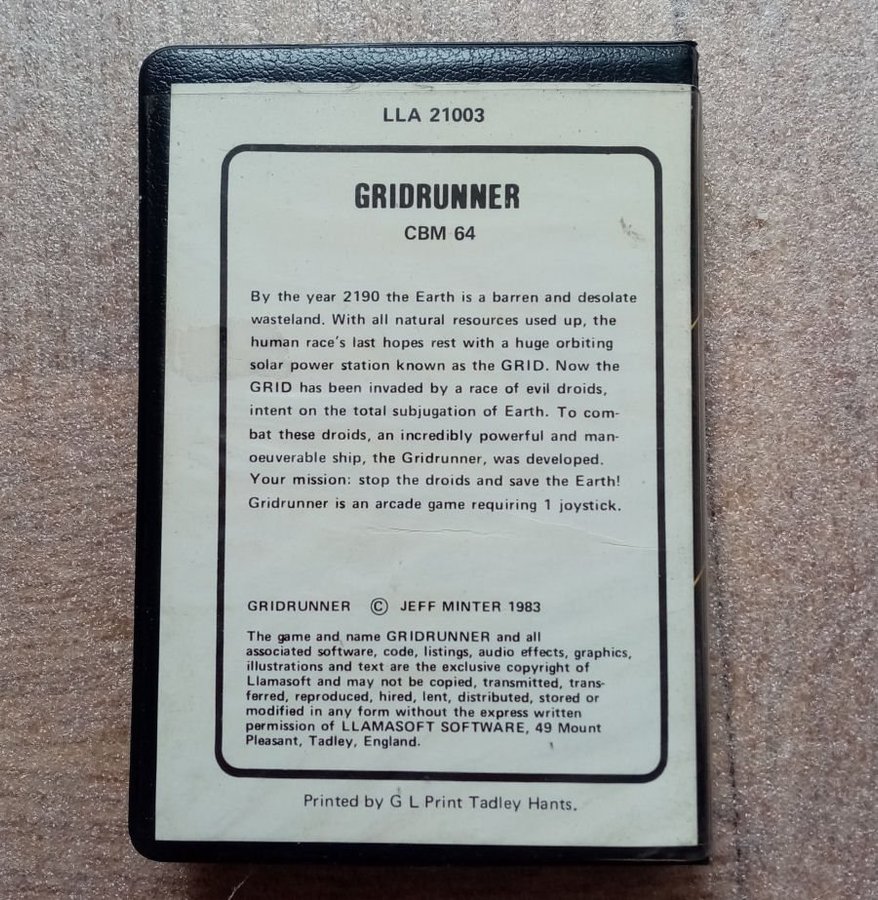 LLA 21003
GRIDRUNNER
CBM 64
By the year 2190 the Earth is a barren and desolate
wasteland. With all natural resources used up, the
human race's last hopes rest with a huge orbiting
solar power station known as the GRID. Now the
GRID has been invaded by a race of evil droids,
intent on the total subjugation of Earth. To com-
bat these droids, an incredibly powerful and man-
oeuverable ship, the Gridrunner, was developed.
Your mission: stop the droids and save the Earth!
Gridrunner is an arcade game requiring 1 joystick.
GRIDRUNNER © JEFF MINTER 1983
The game and name GRIDRUNNER and all
associated software, code, listings, audio effects, graphics,
illustrations and text are the exclusive copyright of
Llamasoft and may not be copied, transmitted, trans-
ferred, reproduced, hired, lent, distributed, stored or
modified in any form without the express written
permission of LLAMASOFT SOFTWARE, 49 Mount
Pleasant, Tadley, England.
Printed by G L Print Tadley Hants.